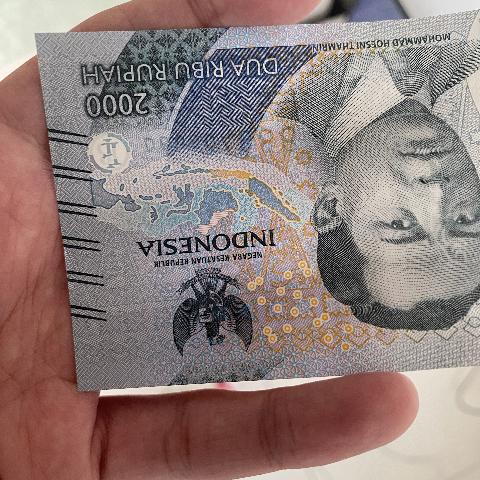 NEGARA KESATUAN REPUBLIK
INDONESIA
2000
DUA RIBU RUPIAH
MOHAMMAD HOESNI THAMRIN